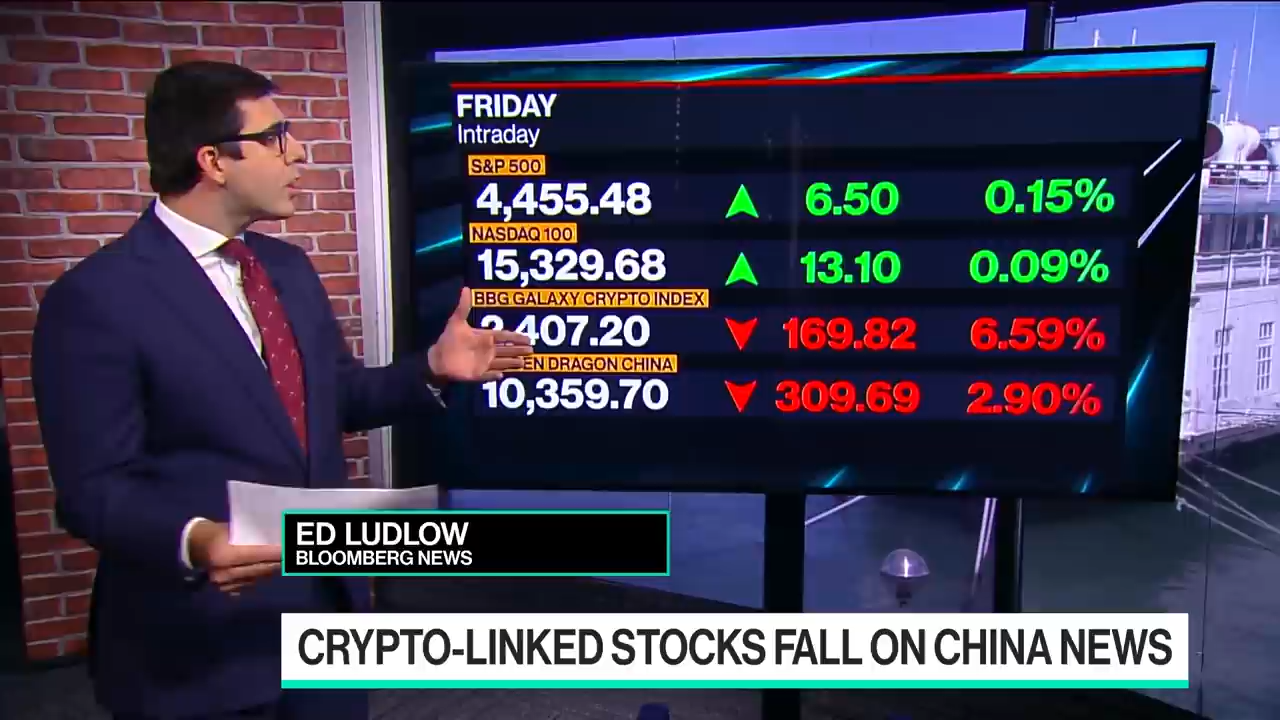 FRIDAY
Intraday
S&P 500
4,455.48 6.50 0.15%
NASDAQ 100
15,329.68 13.10 0.09%
BBG GALAXY CRYPTO INDEX
2,407.20 169.82 6.59%
DRAGON CHINA
10,359.70 309.69 2.90%
ED LUDLOW
BLOOMBERG NEWS
CRYPTO-LINKED STOCKS FALL ON CHINA NEWS